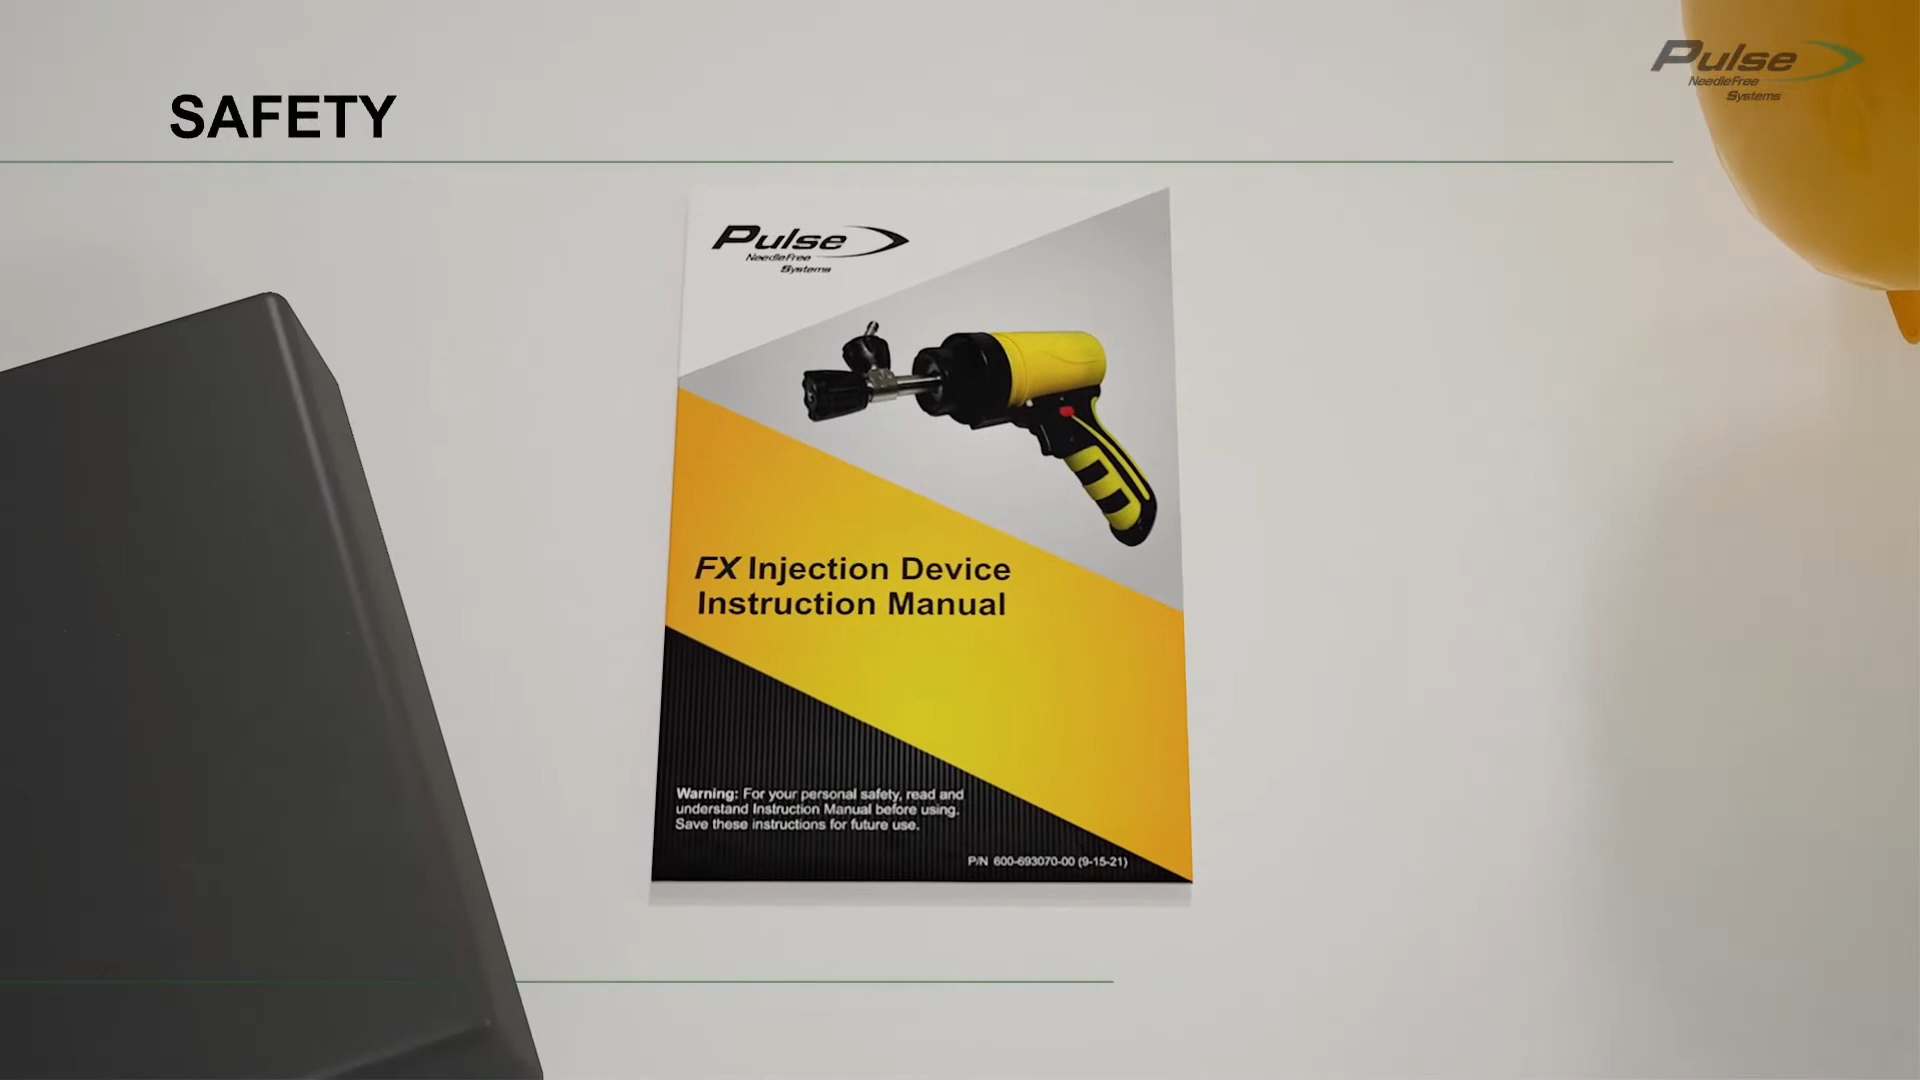 SAFETY
Pulse
NeedleFree
Systems
Pulse
NeedleFree
Systems
FX Injection Device
Instruction Manual
Warning: For your personal safety, read and
understand Instruction Manual before using.
Save these instructions for future use.
P/N 600-693070-00 (9-15-21)